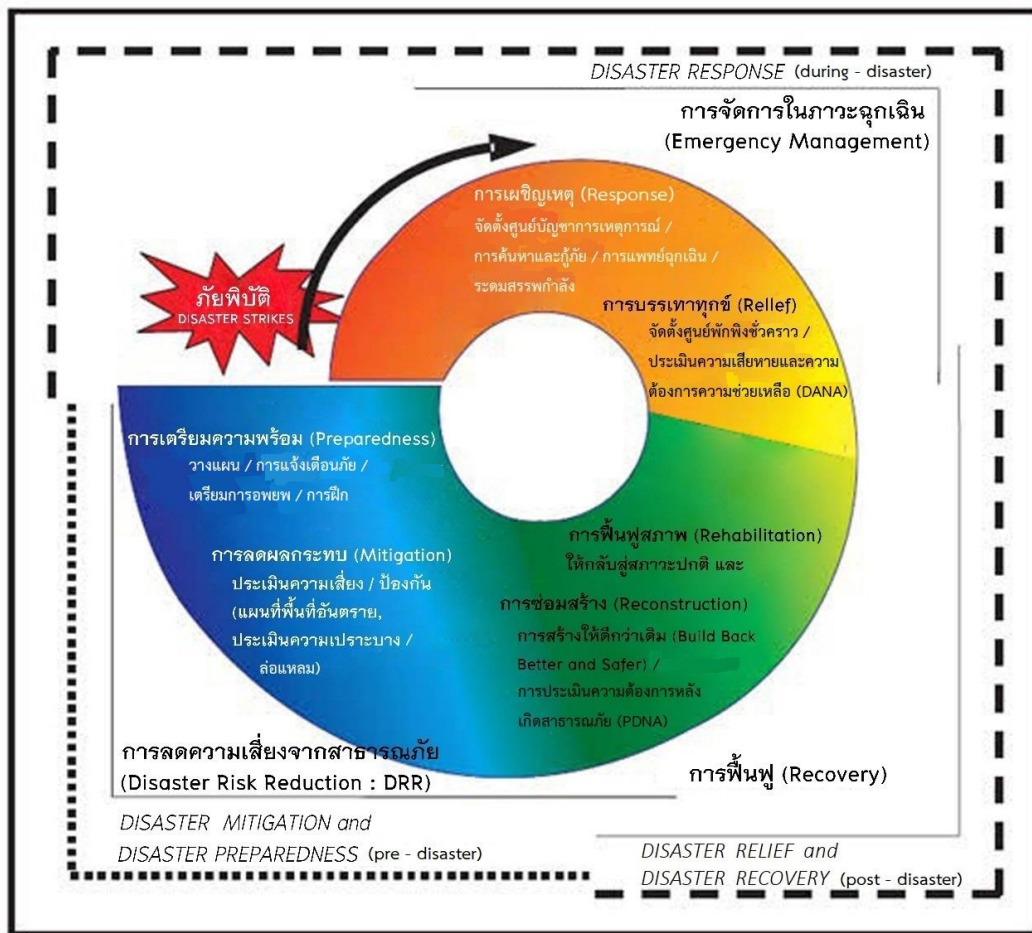 DISASTER RESPONSE (during - disaster)
การจัดการในภาวะฉุกเฉิน
(Emergency Management)
การเผชิญเหตุ (Response)
จัดตั้งศูนย์บัญชาการเหตุการณ์ /
การค้นหาและกู้ภัย / การแพทย์ฉุกเฉิน /
ระดมสรรพกำลัง
ภัยพิบัติ
DISASTER STRIKES
การบรรเทาทุกข์ (Rellef)
จัดตั้งศูนย์พักพิงชั่วคราว /
ประเมินความเสียหายและความ
ต้องการความช่วยเหลือ (DANA)
การเตรียมความพร้อม (Preparedness)
วางแผน / การแจ้งเตือนภัย /
เตรียมการอพยพ / การฝึก
การลดผลกระทบ (Mitigation)
ประเมินความเสี่ยง / ป้องกัน
(แผนที่พื้นที่อันตราย,
ประเมินความเปราะบาง /
ล่อแหลม)
การฟื้นฟูสภาพ (Rehabilitation)
ให้กลับสู่สภาวะปกติ และ
การซ่อมสร้าง (Reconstruction)
การสร้างให้ดีกว่าเดิม (Build Back
Better and Safer) /
การประเมินความต้องการหลัง
เกิดสาธารณภัย (PDNA)
การลดความเสี่ยงจากสาธารณภัย
(Disaster Risk Reduction : DRR)
การฟื้นฟู (Recovery)
DISASTER MITIGATION and
DISASTER PREPAREDNESS (pre - disaster)
DISASTER RELIEF and
DISASTER RECOVERY (post - disaster)